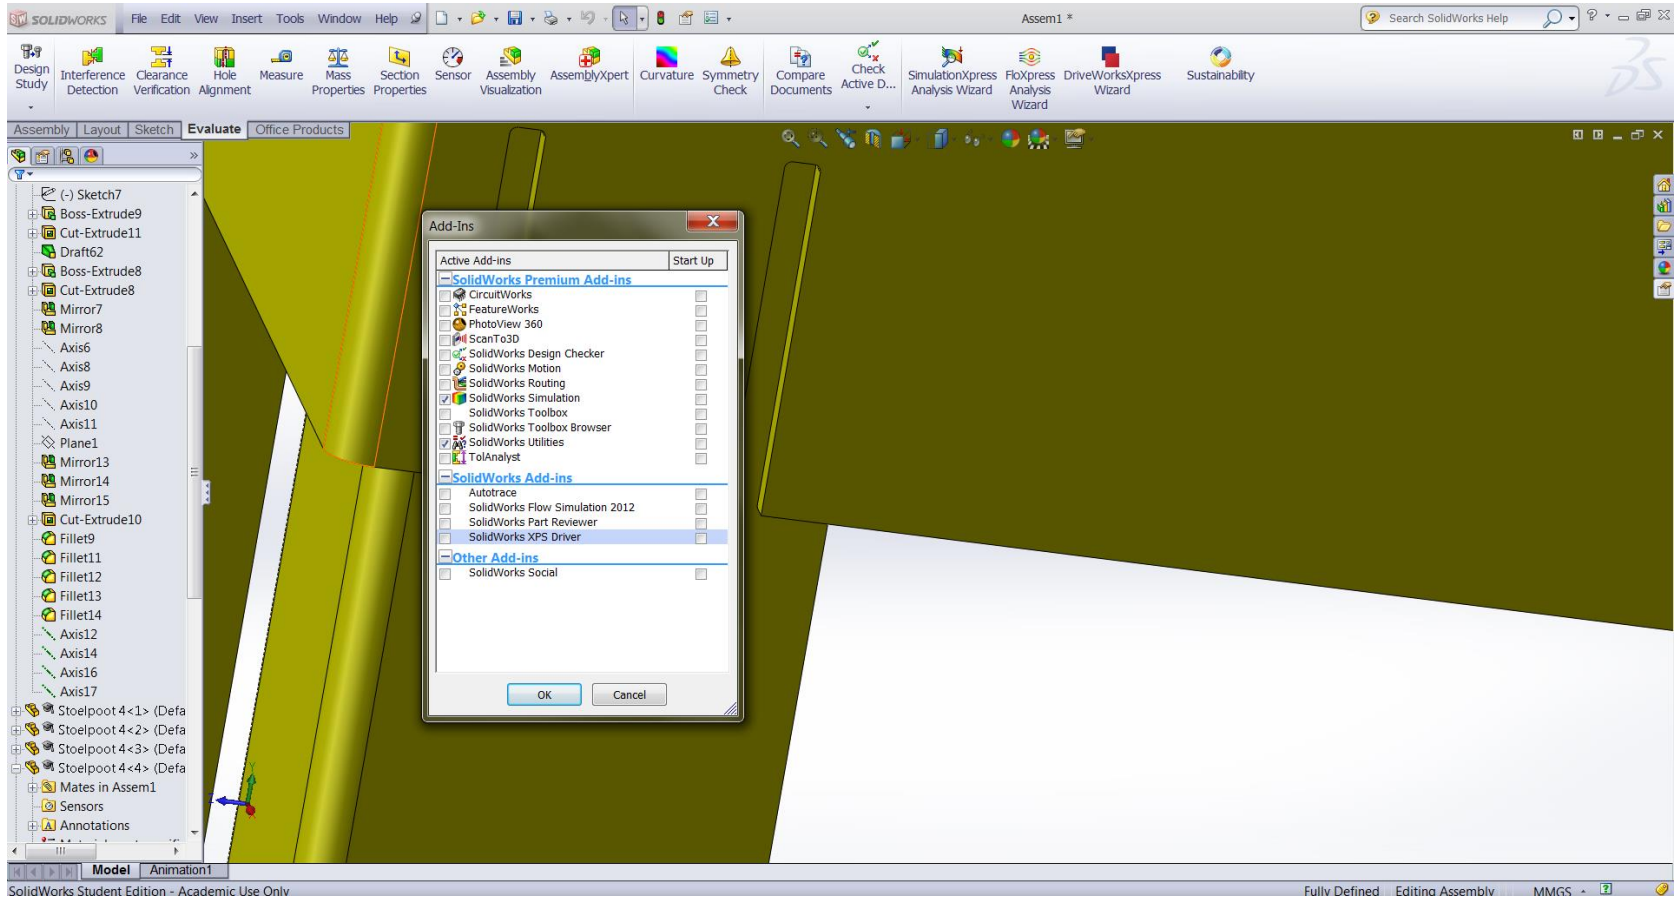 SOLIDWORKS File Edit View Insert Tools Window Help Assem1 * Search SolidWorks Help
Design Study
Interference Detection
Clearance Verification
Hole Alignment
Measure
Mass Properties
Section Properties
Sensor
Assembly Visualization
AssemblyXpert
Curvature
Symmetry Check
Compare Documents
Check Active D...
SimulationXpress Analysis Wizard
FloXpress Analysis Wizard
DriveWorksXpress Wizard
Sustainability
Assembly Layout Sketch Evaluate Office Products
(-) Sketch7
Boss-Extrude9
Cut-Extrude11
Draft62
Boss-Extrude8
Cut-Extrude8
Mirror7
Mirror8
Axis6
Axis8
Axis9
Axis10
Axis11
Plane1
Mirror13
Mirror14
Mirror15
Cut-Extrude10
Fillet9
Fillet11
Fillet12
Fillet13
Fillet14
Axis12
Axis14
Axis16
Axis17
Stoelpoot 4<1> (Defa
Stoelpoot 4<2> (Defa
Stoelpoot 4<3> (Defa
Stoelpoot 4<4> (Defa
Mates in Assem1
Sensors
Annotations
Add-Ins
Active Add-ins Start Up
SolidWorks Premium Add-ins
CircuitWorks
FeatureWorks
PhotoView 360
ScanTo3D
SolidWorks Design Checker
SolidWorks Motion
SolidWorks Routing
SolidWorks Simulation
SolidWorks Toolbox
SolidWorks Toolbox Browser
SolidWorks Utilities
TolAnalyst
SolidWorks Add-ins
Autotrace
SolidWorks Flow Simulation 2012
SolidWorks Part Reviewer
SolidWorks XPS Driver
Other Add-ins
SolidWorks Social
OK Cancel
Y
Model Animation1
SolidWorks Student Edition - Academic Use Only Fully Defined Editing Assembly MMGS